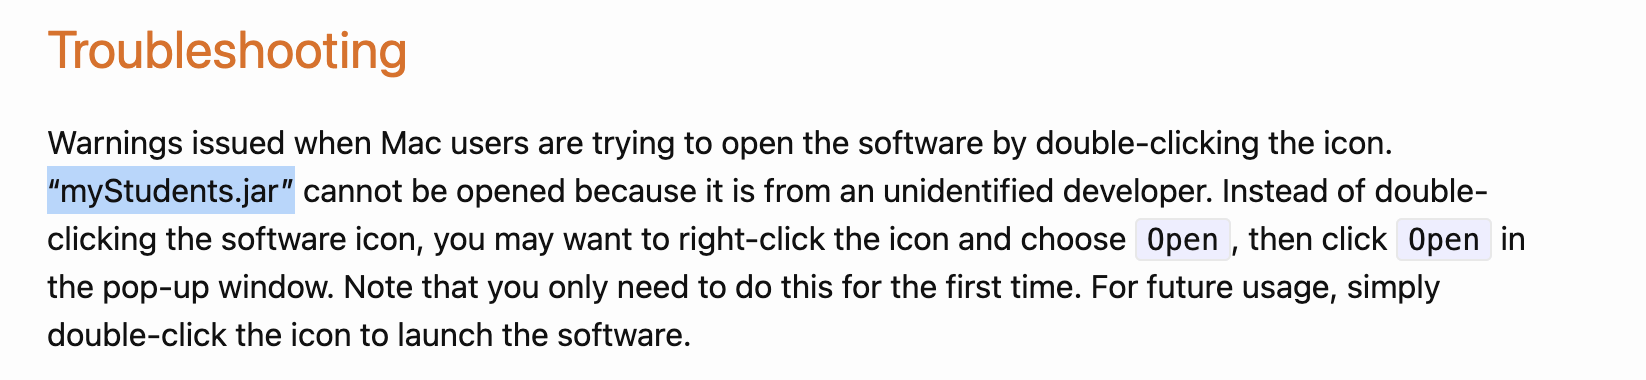 Troubleshooting
Warnings issued when Mac users are trying to open the software by double-clicking the icon.
“myStudents.jar” cannot be opened because it is from an unidentified developer. Instead of double-
clicking the software icon, you may want to right-click the icon and choose Open, then click Open in
the pop-up window. Note that you only need to do this for the first time. For future usage, simply
double-click the icon to launch the software.